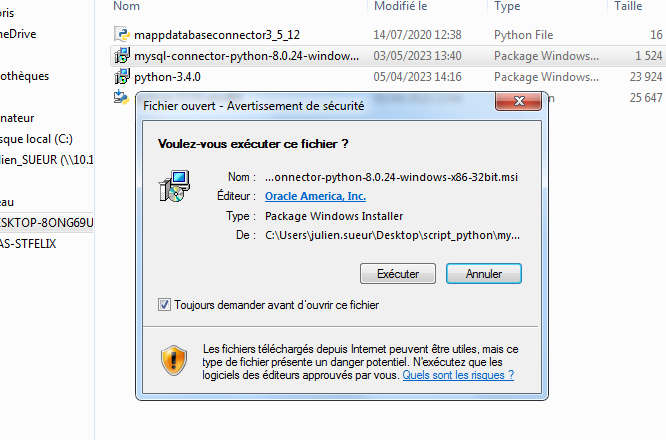 Nom Modifié le Type Taille
oris
neDrive
othèques
nateur
sque local (C:)
ulien_SUEUR (\\10.1
au
ESKTOP-8ONG69U
AS-STFELIX
mappdatabaseconnector3_5_12 14/07/2020 12:38 Python File 16
mysql-connector-python-8.0.24-window... 03/05/2023 13:40 Package Windows... 1 524
python-3.4.0 05/04/2023 14:16 Package Windows... 23 924
25 647
Fichier ouvert - Avertissement de sécurité
Voulez-vous exécuter ce fichier ?
Nom : ...onnector-python-8.0.24-windows-x86-32bit.msi
Éditeur : Oracle America, Inc.
Type : Package Windows Installer
De : C:\Users\julien.sueur\Desktop\script_python\my...
Exécuter Annuler
Toujours demander avant d'ouvrir ce fichier
Les fichiers téléchargés depuis Internet peuvent être utiles, mais ce
type de fichier présente un danger potentiel. N'exécutez que les
logiciels des éditeurs approuvés par vous. Quels sont les risques ?